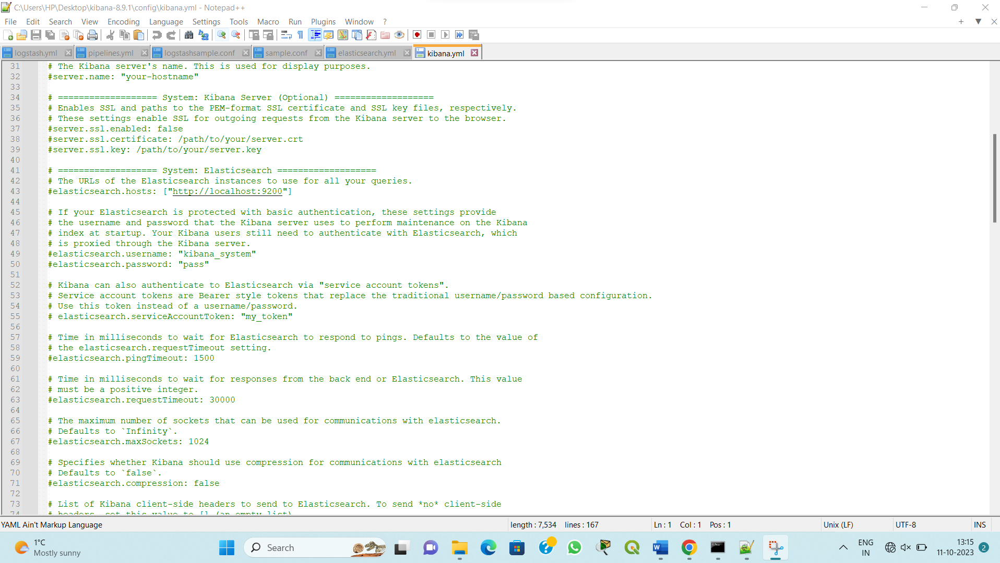 C:\Users\HP\Desktop\kibana-8.9.1\config\kibana.yml - Notepad++
File Edit Search View Encoding Language Settings Tools Macro Run Plugins Window ?
logstash.yml pipelines.yml logstashsample.conf sample.conf elasticsearch.yml kibana.yml
31 # The Kibana server's name. This is used for display purposes.
32 #server.name: "your-hostname"
33
34 # =================== System: Kibana Server (Optional) ===================
35 # Enables SSL and paths to the PEM-format SSL certificate and SSL key files, respectively.
36 # These settings enable SSL for outgoing requests from the Kibana server to the browser.
37 #server.ssl.enabled: false
38 #server.ssl.certificate: /path/to/your/server.crt
39 #server.ssl.key: /path/to/your/server.key
40
41 # =================== System: Elasticsearch ===================
42 # The URLs of the Elasticsearch instances to use for all your queries.
43 #elasticsearch.hosts: ["http://localhost:9200"]
44
45 # If your Elasticsearch is protected with basic authentication, these settings provide
46 # the username and password that the Kibana server uses to perform maintenance on the Kibana
47 # index at startup. Your Kibana users still need to authenticate with Elasticsearch, which
48 # is proxied through the Kibana server.
49 #elasticsearch.username: "kibana_system"
50 #elasticsearch.password: "pass"
51
52 # Kibana can also authenticate to Elasticsearch via "service account tokens".
53 # Service account tokens are Bearer style tokens that replace the traditional username/password based configuration.
54 # Use this token instead of a username/password.
55 # elasticsearch.serviceAccountToken: "my_token"
56
57 # Time in milliseconds to wait for Elasticsearch to respond to pings. Defaults to the value of
58 # the elasticsearch.requestTimeout setting.
59 #elasticsearch.pingTimeout: 1500
60
61 # Time in milliseconds to wait for responses from the back end or Elasticsearch. This value
62 # must be a positive integer.
63 #elasticsearch.requestTimeout: 30000
64
65 # The maximum number of sockets that can be used for communications with elasticsearch.
66 # Defaults to `Infinity`.
67 #elasticsearch.maxSockets: 1024
68
69 # Specifies whether Kibana should use compression for communications with elasticsearch
70 # Defaults to `false`.
71 #elasticsearch.compression: false
72
73 # List of Kibana client-side headers to send to Elasticsearch. To send *no* client-side
74 # headers, set this value to [] (an empty list).
YAML Ain't Markup Language length : 7,534 lines : 167 Ln : 1 Col : 1 Pos : 1 Unix (LF) UTF-8 INS
1°C
Mostly sunny
Search
ENG
IN
13:15
11-10-2023
2